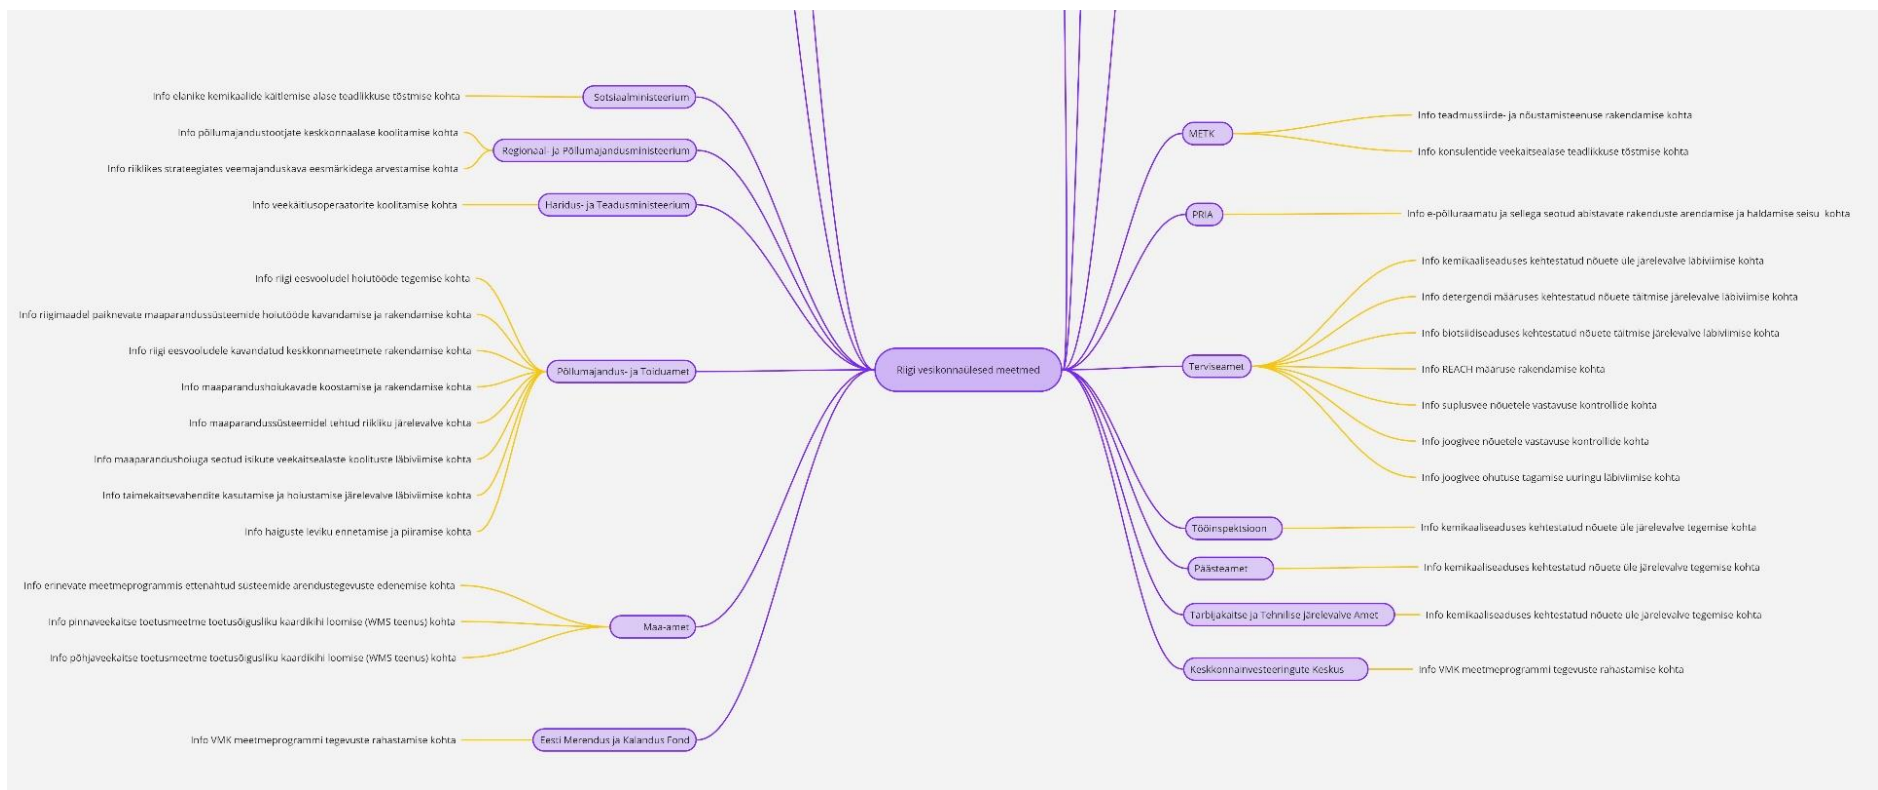 Info elanike kemikaalide käitlemise alase teadlikkuse tõstmise kohta
Sotsiaalministeerium
Info põllumajandustootjate keskkonnaalase koolitamise kohta
Info riiklikes strateegiates veemajanduskava eesmärkidega arvestamise kohta
Regionaal- ja Põllumajandusministeerium
Info veekäitlusoperaatorite koolitamise kohta
Haridus- ja Teadusministeerium
Info riigi eesvooludel hoiutööde tegemise kohta
Info riigimaadel paiknevate maaparandussüsteemide hoiutööde kavandamise ja rakendamise kohta
Info riigi eesvooludele kavandatud keskkonnameetmete rakendamise kohta
Info maaparandushoiukavade koostamise ja rakendamise kohta
Info maaparandussüsteemidel tehtud riikliku järelevalve kohta
Info maaparandushoiuga seotud isikute veekaitsealaste koolituste läbiviimise kohta
Info taimekaitsevahendite kasutamise ja hoiustamise järelevalve läbiviimise kohta
Info haiguste leviku ennetamise ja piiramise kohta
Põllumajandus- ja Toiduamet
Info erinevate meetmeprogrammis ettenähtud süsteemide arendustegevuste edenemise kohta
Info pinnaveekaitse toetusmeetme toetusõigusliku kaardikihi loomise (WMS teenus) kohta
Info põhjaveekaitse toetusmeetme toetusõigusliku kaardikihi loomise (WMS teenus) kohta
Maa-amet
Info VMK meetmeprogrammi tegevuste rahastamise kohta
Eesti Merendus ja Kalandus Fond
Riigi vesikonnaülesed meetmed
METK
Info teadmussiirde- ja nõustamisteenuse rakendamise kohta
Info konsulentide veekaitsealase teadlikkuse tõstmise kohta
PRIA
Info e-põlluraamatu ja sellega seotud abistavate rakenduste arendamise ja haldamise seisu kohta
Terviseamet
Info kemikaaliseaduses kehtestatud nõuete üle järelevalve läbiviimise kohta
Info detergendi määruses kehtestatud nõuete täitmise järelevalve läbiviimise kohta
Info biotsiidiseaduses kehtestatud nõuete täitmise järelevalve läbiviimise kohta
Info REACH määruse rakendamise kohta
Info suplusvee nõuetele vastavuse kontrollide kohta
Info joogivee nõuetele vastavuse kontrollide kohta
Info joogivee ohutuse tagamise uuringu läbiviimise kohta
Tööinspektsioon
Info kemikaaliseaduses kehtestatud nõuete üle järelevalve tegemise kohta
Päästeamet
Info kemikaaliseaduses kehtestatud nõuete üle järelevalve tegemise kohta
Tarbijakaitse ja Tehnilise järelevalve Amet
Info kemikaaliseaduses kehtestatud nõuete üle järelevalve tegemise kohta
Keskkonnainvesteeringute Keskus
Info VMK meetmeprogrammi tegevuste rahastamise kohta